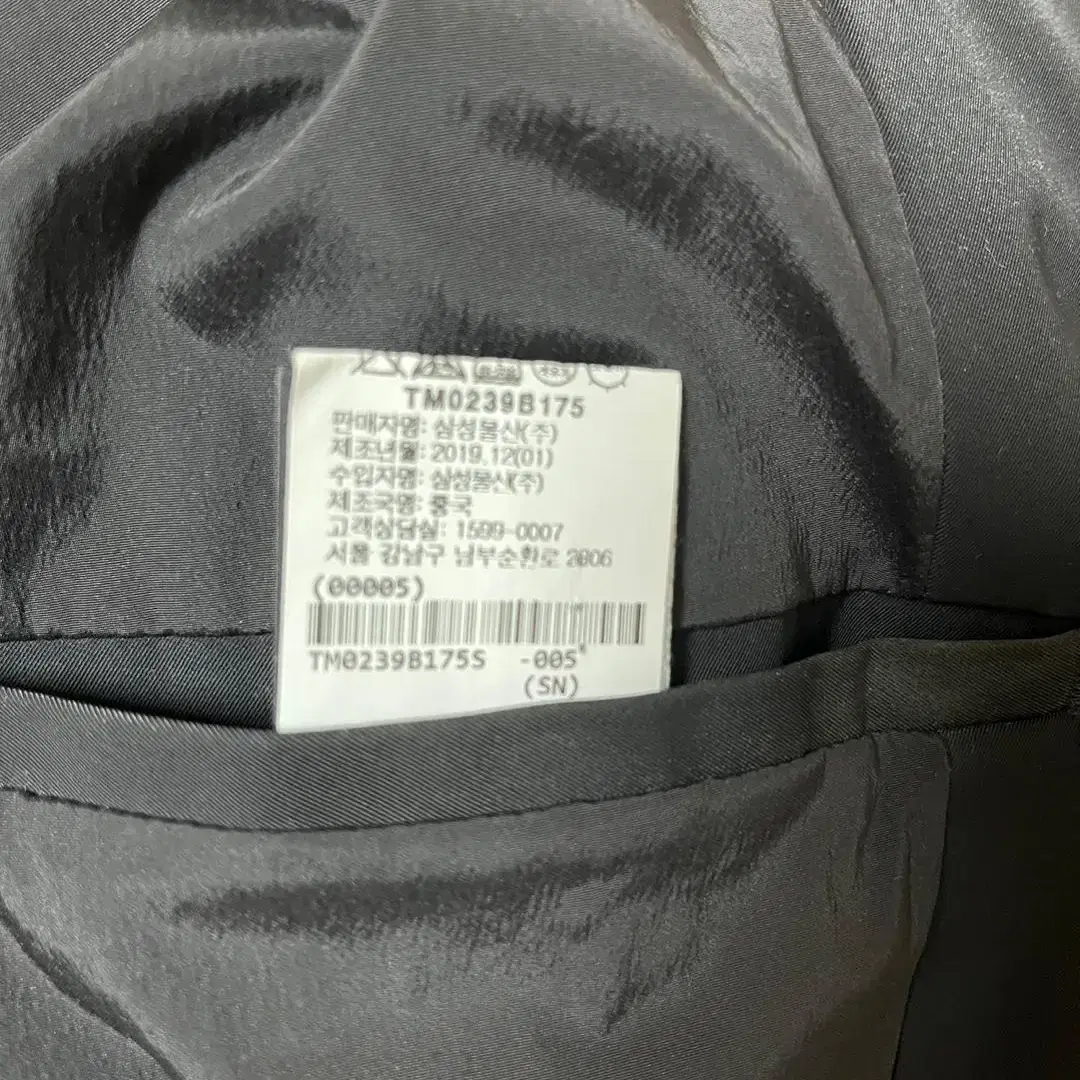 TM0239B175
판매자명: 삼성물산(주)
제조년월: 2019.12(01)
수입자명: 삼성물산(주)
제조국명: 중국
고객상담실: 1599-0007
서울 강남구 남부순환로 2806
(00005)
TM0239B175S -005
(SN)